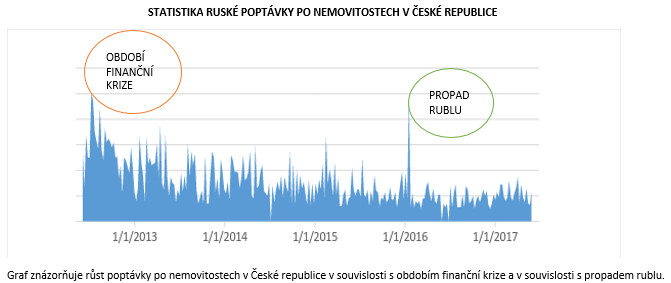 STATISTIKA RUSKÉ POPTÁVKY PO NEMOVITOSTECH V ČESKÉ REPUBLICE
OBDOBÍ
FINANČNÍ
KRIZE
PROPAD
RUBLU
1/1/2013 1/1/2014 1/1/2015 1/1/2016 1/1/2017
Graf znázorňuje růst poptávky po nemovitostech v České republice v souvislosti s obdobím finanční krize a v souvislosti s propadem rublu.